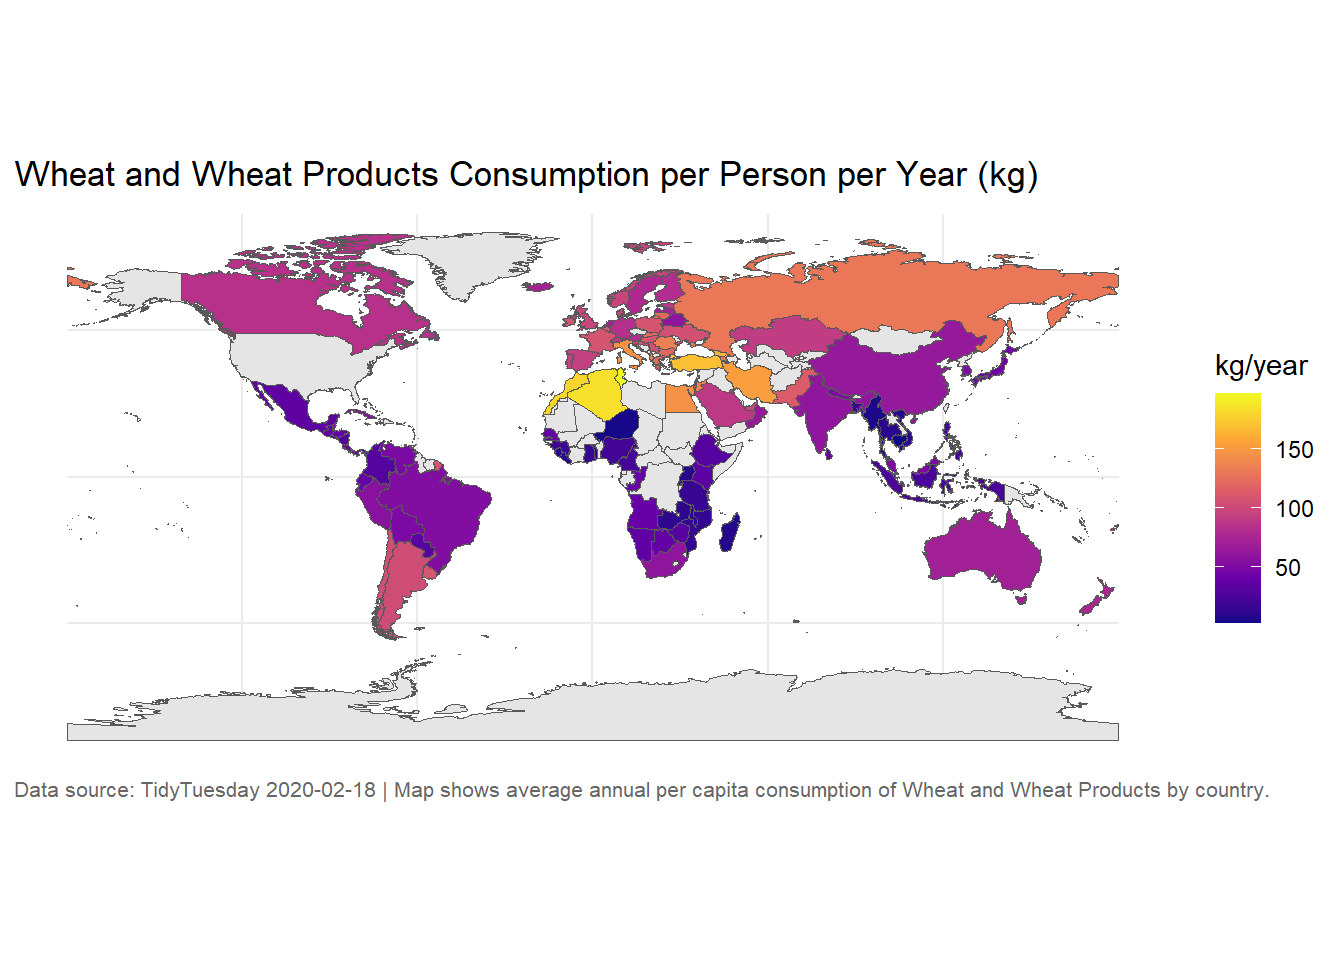 Wheat and Wheat Products Consumption per Person per Year (kg)
kg/year
150
100
50
Data source: TidyTuesday 2020-02-18 | Map shows average annual per capita consumption of Wheat and Wheat Products by country.